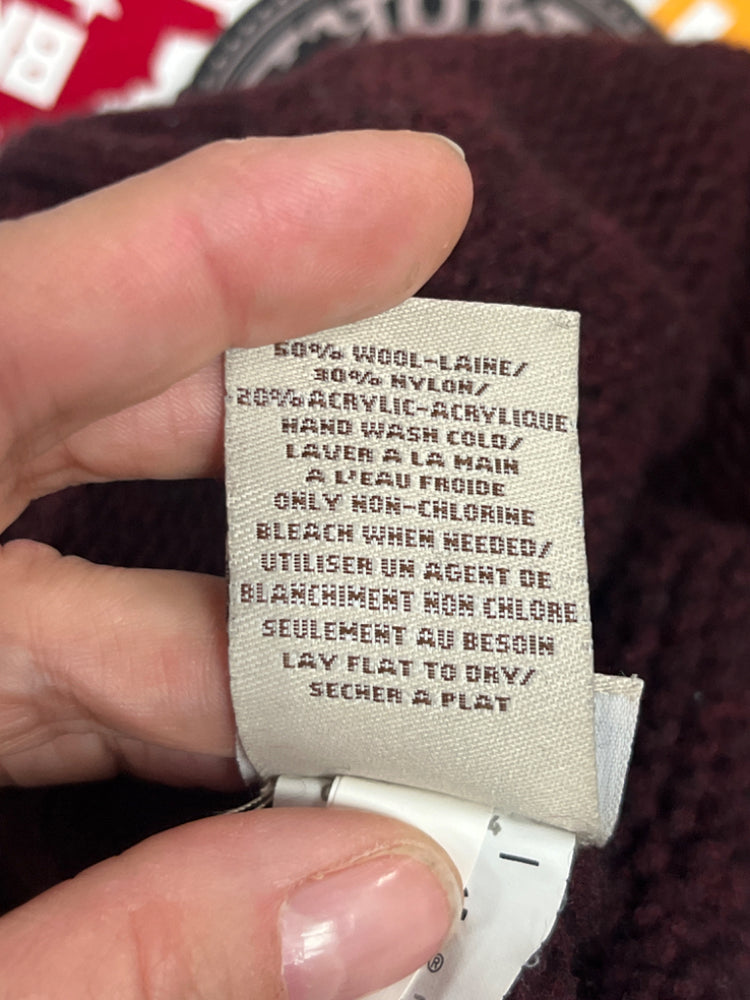 50% WOOL-LAINE/
30% NYLON/
20% ACRYLIC-ACRYLIQUE
HAND WASH COLD/
LAVER A LA MAIN
A L'EAU FROIDE
ONLY NON-CHLORINE
BLEACH WHEN NEEDED/
UTILISER UN AGENT DE
BLANCHIMENT NON CHLORE
SEULEMENT AU BESOIN
LAY FLAT TO DRY/
SECHER A PLAT